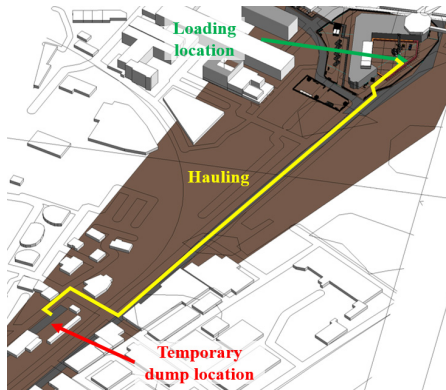 Loading
location
Hauling
Temporary
dump location